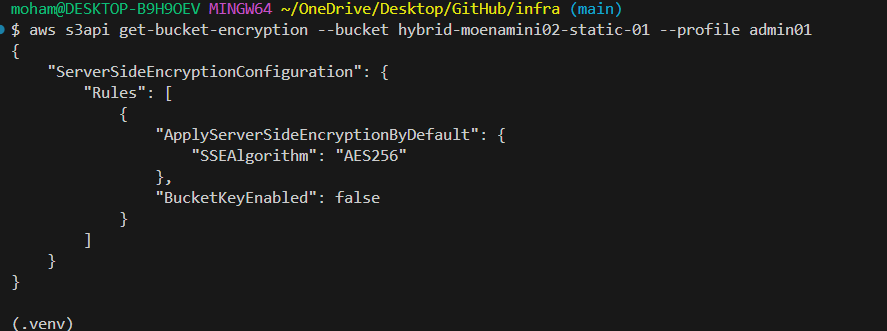 moham@DESKTOP-B9H9OEV MINGW64 ~/OneDrive/Desktop/GitHub/infra (main)
$ aws s3api get-bucket-encryption --bucket hybrid-moenamini02-static-01 --profile admin01
{
    "ServerSideEncryptionConfiguration": {
        "Rules": [
            {
                "ApplyServerSideEncryptionByDefault": {
                    "SSEAlgorithm": "AES256"
                },
                "BucketKeyEnabled": false
            }
        ]
    }
}
(.venv)